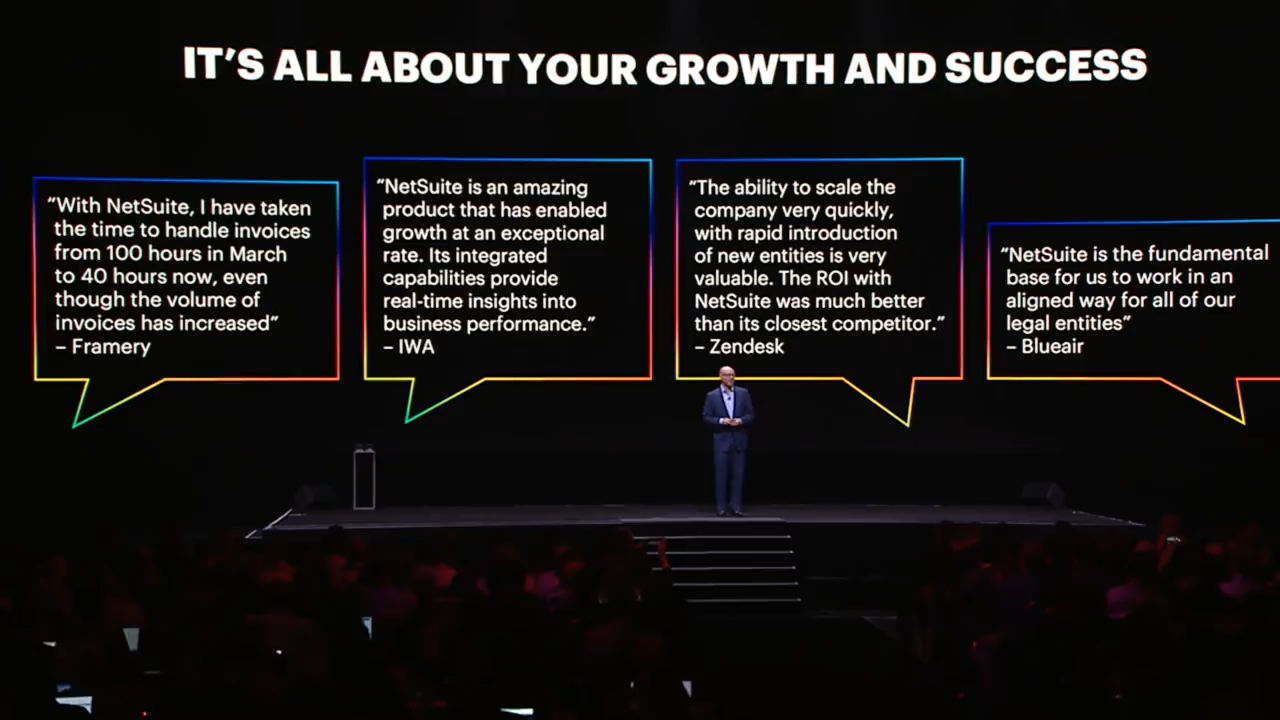 IT'S ALL ABOUT YOUR GROWTH AND SUCCESS
“With NetSuite, I have taken
the time to handle invoices
from 100 hours in March
to 40 hours now, even
though the volume of
invoices has increased”
– Framery
“NetSuite is an amazing
product that has enabled
growth at an exceptional
rate. Its integrated
capabilities provide
real-time insights into
business performance.”
– IWA
“The ability to scale the
company very quickly,
with rapid introduction
of new entities is very
valuable. The ROI with
NetSuite was much better
than its closest competitor.”
– Zendesk
“NetSuite is the fundamental
base for us to work in an
aligned way for all of our
legal entities”
– Blueair